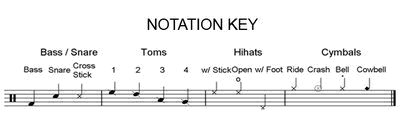 NOTATION KEY
Bass / Snare Toms Hihats Cymbals
Bass Snare Cross Stick 1 2 3 4 w/ Stick Open w/ Foot Ride Crash Bell Cowbell